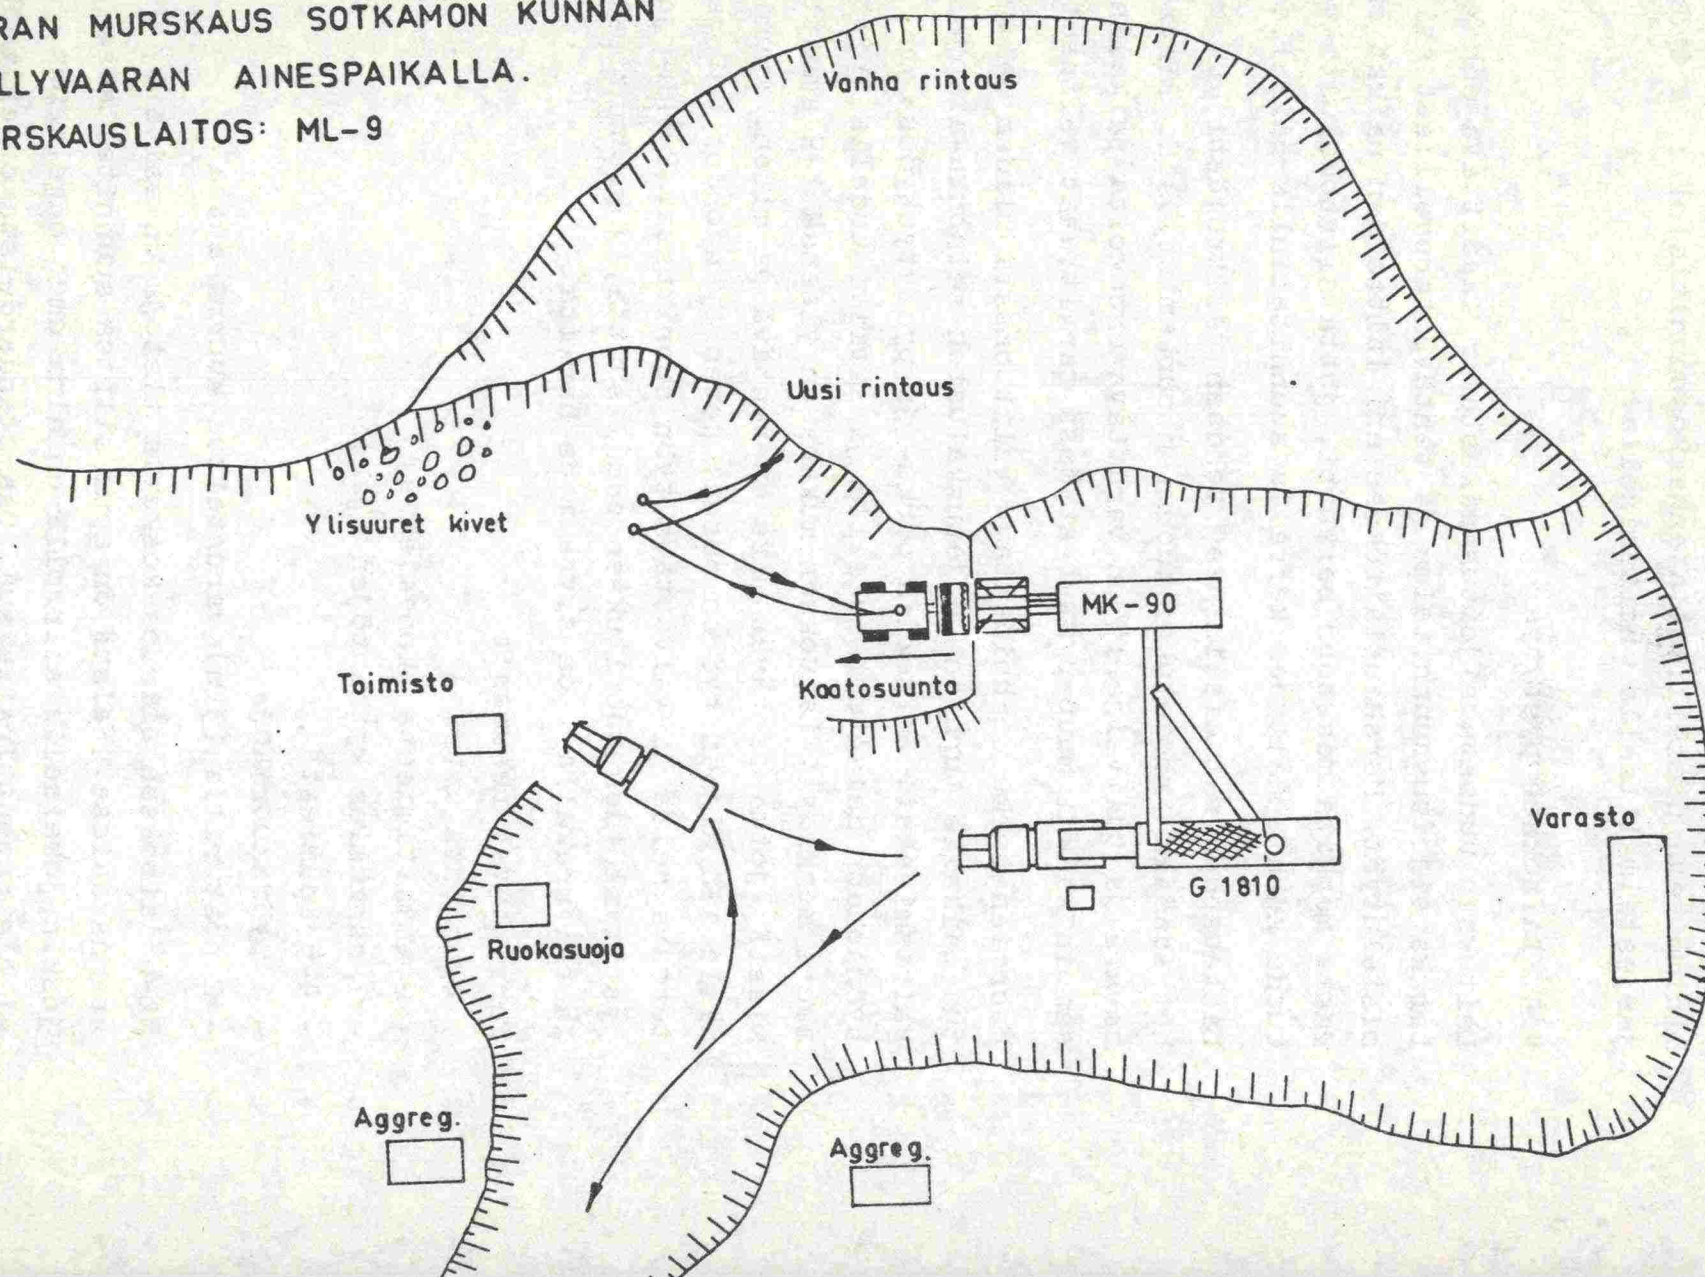 RAN MURSKAUS SOTKAMON KUNNAN
LLYVAARAN AINESPAIKALLA.
RSKAUSLAITOS: ML-9
Vanha rintaus
Uusi rintaus
Ylisuuret kivet
MK-90
Kaatosuunta
Toimisto
Varasto
G 1810
Ruokasuoja
Aggreg.
Aggreg.